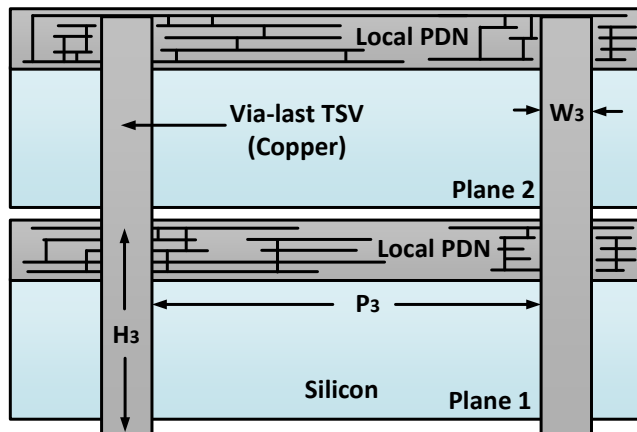 Local PDN
W₃
Via-last TSV
(Copper)
Plane 2
Local PDN
P₃
H₃
Silicon
Plane 1